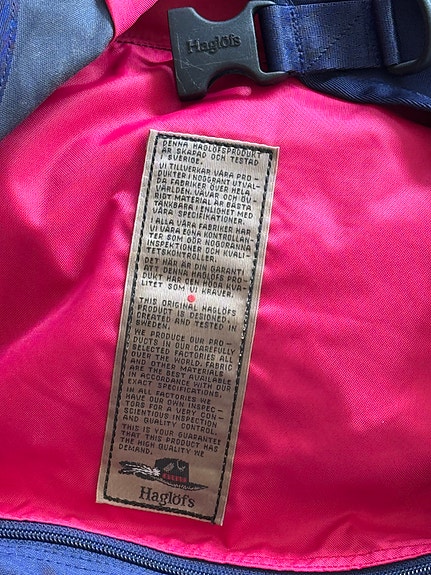 Haglöfs
DENNA HAGLÖFSPRODUKT
ÄR SKAPAD OCH TESTAD
I SVERIGE.
VI TILLVERKAR VÅRA PRO–
DUKTER I NOGGRANT UTVAL–
DA FABRIKER ÖVER HELA
VÄRLDEN. VÄVAR OCH ÖV–
RIGT MATERIAL ÄR BÄSTA
TÄNKBARA I ENLIGHET MED
VÅRA SPECIFIKATIONER.
I ALLA VÅRA FABRIKER HAR
VI VÅRA EGNA KONTROLLAN–
TER SOM GÖR NOGGRANNA
INSPEKTIONER OCH KVALI–
TETSKONTROLLER.
DET HÄR ÄR DIN GARANTI
ATT DENNA HAGLÖFS PRO–
DUKT HAR DEN HÖGA KVA–
LITET SOM VI KRÄVER.
THIS ORIGINAL HAGLÖFS
PRODUCT IS DESIGNED,
CREATED AND TESTED IN
SWEDEN.
WE PRODUCE OUR PRO–
DUCTS IN OUR CAREFULLY
SELECTED FACTORIES ALL
OVER THE WORLD. FABRIC
AND OTHER MATERIALS
ARE THE BEST AVAILABLE
IN ACCORDANCE WITH OUR
EXACT SPECIFICATIONS.
IN ALL FACTORIES WE
HAVE OUR OWN INSPEC–
TORS FOR A VERY CON–
SCIENTIOUS INSPECTION
AND QUALITY CONTROL.
THIS IS YOUR GUARANTEE
THAT THIS PRODUCT HAS
THE HIGH QUALITY WE
DEMAND.
Haglöfs